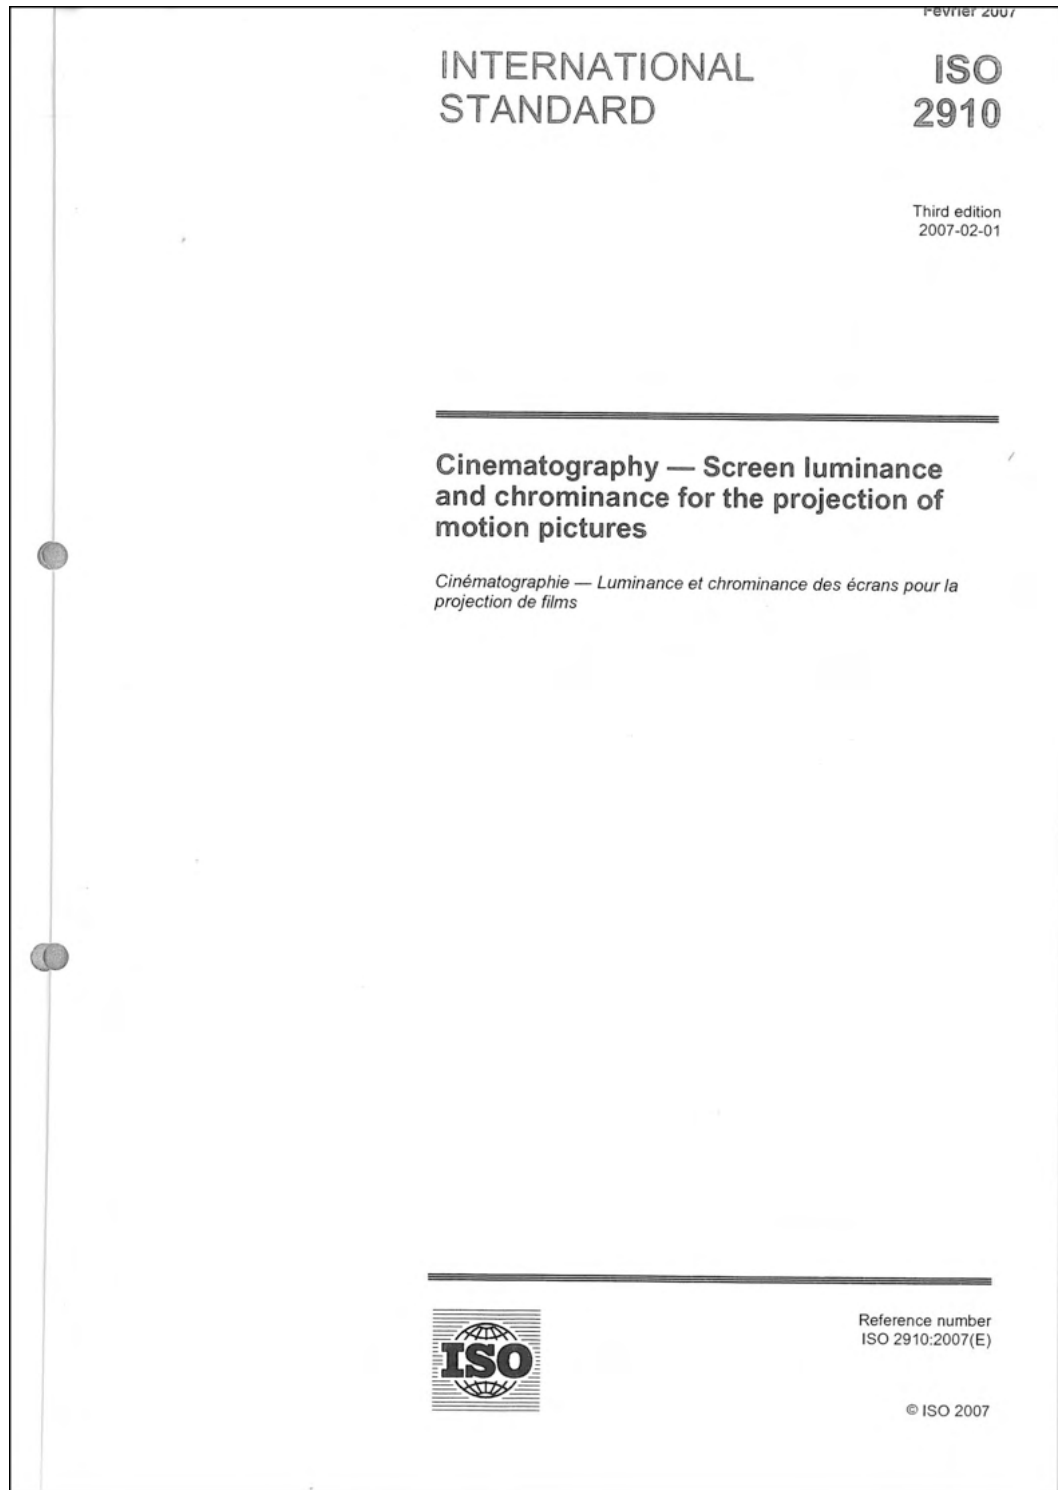 Février 2007
INTERNATIONAL
STANDARD
ISO
2910
Third edition
2007-02-01
Cinematography — Screen luminance
and chrominance for the projection of
motion pictures
Cinématographie — Luminance et chrominance des écrans pour la
projection de films
ISO
Reference number
ISO 2910:2007(E)
© ISO 2007